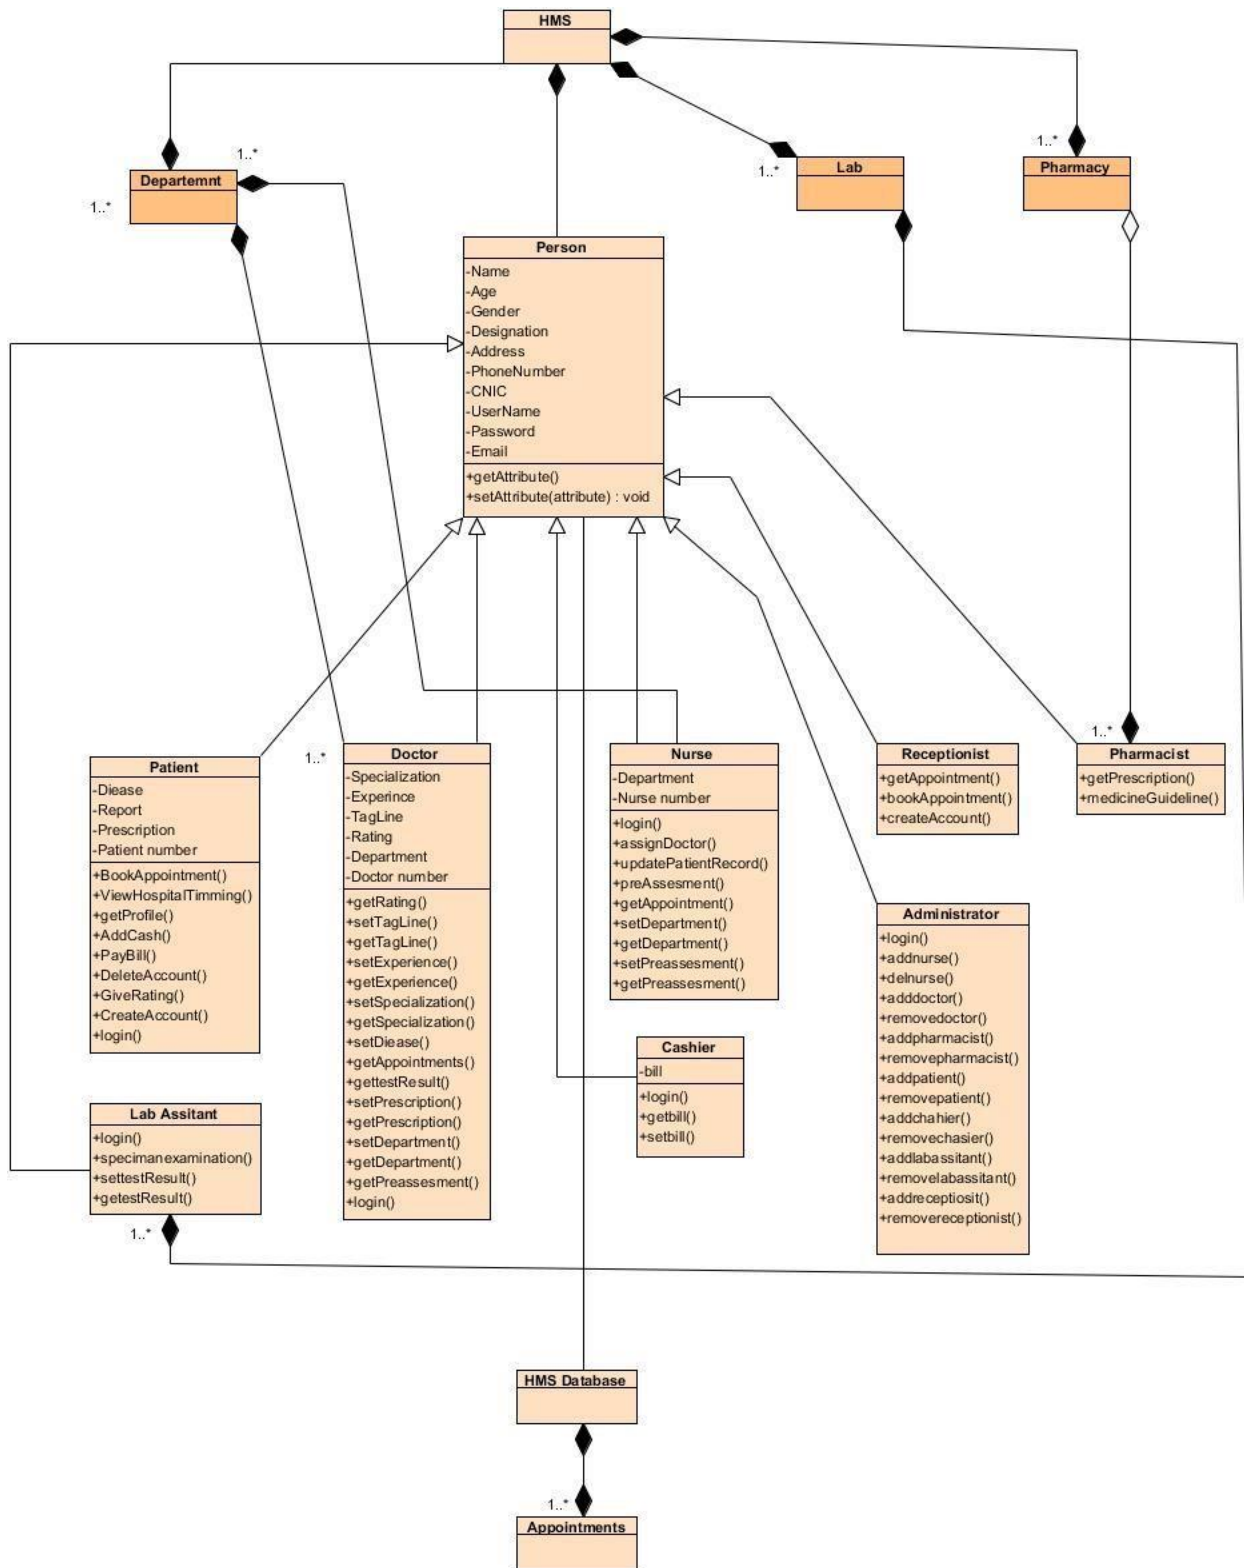 HMS
1..*
Departemnt
1..*
1..*
Lab
1..*
Pharmacy
Person
-Name
-Age
-Gender
-Designation
-Address
-PhoneNumber
-CNIC
-UserName
-Password
-Email
+getAttribute()
+setAttribute(attribute) : void
Patient
-Diease
-Report
-Prescription
-Patient number
+BookAppointment()
+ViewHospitalTimming()
+getProfile()
+AddCash()
+PayBill()
+DeleteAccount()
+GiveRating()
+CreateAccount()
+login()
1..*
Doctor
-Specialization
-Experince
-TagLine
-Rating
-Department
-Doctor number
+getRating()
+setTagLine()
+getTagLine()
+setExperience()
+getExperience()
+setSpecialization()
+getSpecialization()
+setDiease()
+getAppointments()
+gettestResult()
+setPrescription()
+getPrescription()
+setDepartment()
+getDepartment()
+getPreassesment()
+login()
Nurse
-Department
-Nurse number
+login()
+assignDoctor()
+updatePatientRecord()
+preAssesment()
+getAppointment()
+setDepartment()
+getDepartment()
+setPreassesment()
+getPreassesment()
Receptionist
+getAppointment()
+bookAppointment()
+createAccount()
1..*
Pharmacist
+getPrescription()
+medicineGuideline()
Administrator
+login()
+addnurse()
+delnurse()
+adddoctor()
+removedoctor()
+addpharmacist()
+removepharmacist()
+addpatient()
+removepatient()
+addchahier()
+removechasier()
+addlabassitant()
+removelabassitant()
+addreceptiosit()
+removereceptionist()
Cashier
-bill
+login()
+getbill()
+setbill()
Lab Assitant
+login()
+specimanexamination()
+settestResult()
+getestResult()
1..*
HMS Database
1..*
Appointments